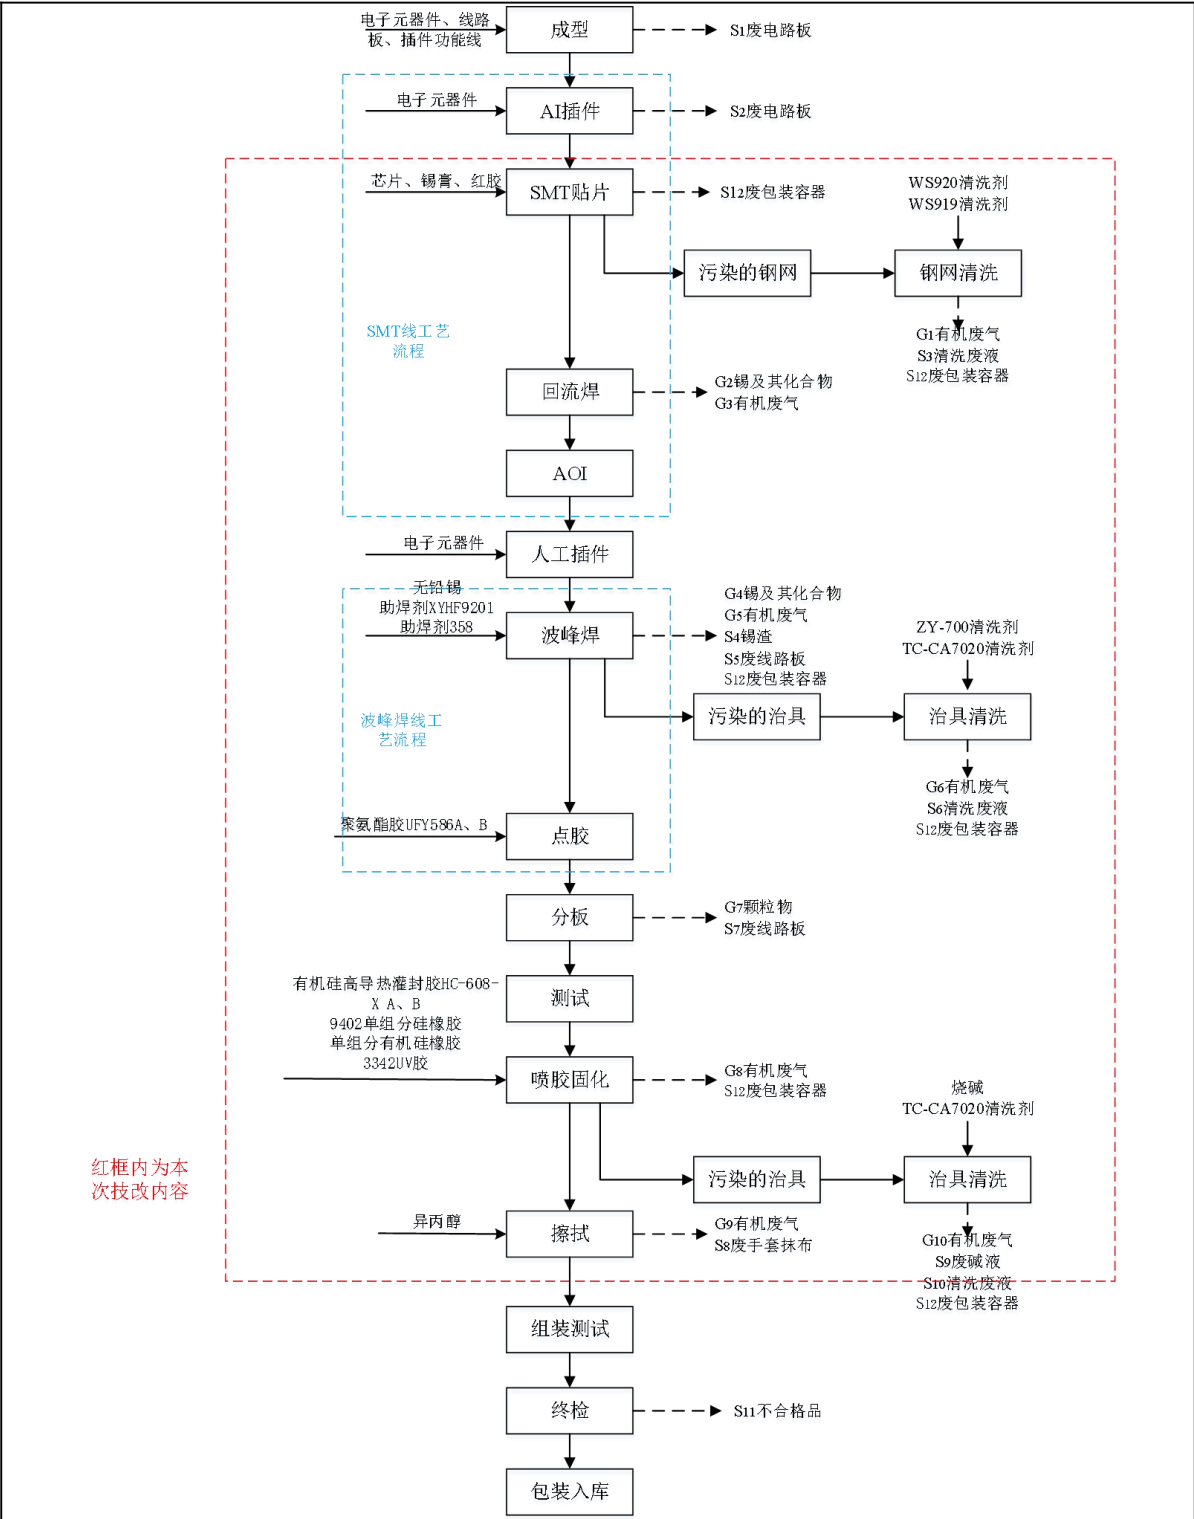 电子元器件、线路
板、插件功能线
成型
S1废电路板
电子元器件
AI插件
S2废电路板
芯片、锡膏、红胶
SMT贴片
S12废包装容器
WS920清洗剂
WS919清洗剂
污染的钢网
钢网清洗
SMT线工艺
流程
G1有机废气
S3清洗废液
S12废包装容器
回流焊
G2锡及其化合物
G3有机废气
AOI
电子元器件
人工插件
无铅锡
助焊剂XYHF9201
助焊剂358
波峰焊
G4锡及其化合物
G5有机废气
S4锡渣
S5废线路板
S12废包装容器
ZY-700清洗剂
TC-CA7020清洗剂
波峰焊线工
艺流程
污染的治具
治具清洗
G6有机废气
S6清洗废液
S12废包装容器
聚氨酯胶UFY586A、B
点胶
分板
G7颗粒物
S7废线路板
测试
有机硅高导热灌封胶HC-608-
X A、B
9402单组分硅橡胶
单组分有机硅橡胶
3342UV胶
喷胶固化
G8有机废气
S12废包装容器
烧碱
TC-CA7020清洗剂
红框内为本
次技改内容
污染的治具
治具清洗
异丙醇
擦拭
G9有机废气
S8废手套抹布
G10有机废气
S9废碱液
S10清洗废液
S12废包装容器
组装测试
终检
S11不合格品
包装入库